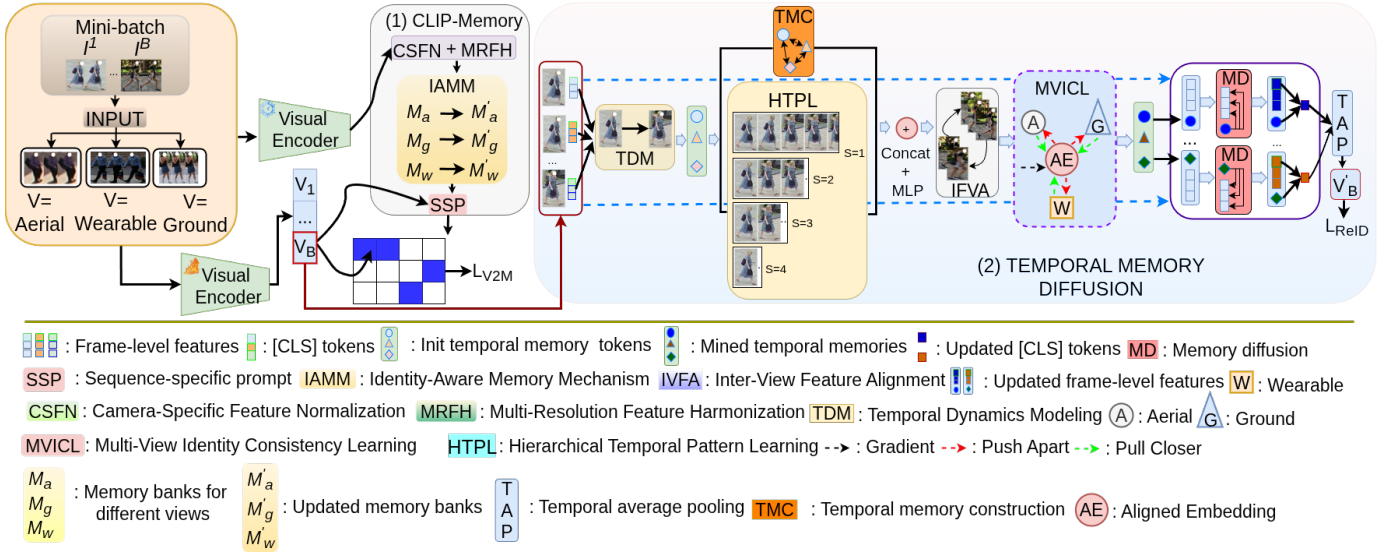 Mini-batch
I^1 I^B
...
INPUT
V= V= V=
Aerial Wearable Ground
Visual
Encoder
Visual
Encoder
V_1
...
V_B
(1) CLIP-Memory
CSFN + MRFH
IAMM
M_a M'_a
M_g M'_g
M_w M'_w
SSP
L_V2M
...
TDM
TMC
HTPL
S=1
S=2
S=3
S=4
+
Concat
+
MLP
IFVA
MVICL
A
G
AE
W
MD
...
...
MD
T
A
P
V'_B
L_ReID
(2) TEMPORAL MEMORY
DIFFUSION
: Frame-level features : [CLS] tokens : Init temporal memory tokens : Mined temporal memories : Updated [CLS] tokens MD : Memory diffusion
SSP : Sequence-specific prompt IAMM : Identity-Aware Memory Mechanism IVFA : Inter-View Feature Alignment : Updated frame-level features W : Wearable
CSFN : Camera-Specific Feature Normalization MRFH : Multi-Resolution Feature Harmonization TDM : Temporal Dynamics Modeling A : Aerial G : Ground
MVICL : Multi-View Identity Consistency Learning HTPL : Hierarchical Temporal Pattern Learning : Gradient : Push Apart : Pull Closer
M_a
M_g
M_w
: Memory banks for
different views
M'_a
M'_g
M'_w
: Updated memory banks
T
A
P
: Temporal average pooling TMC : Temporal memory construction AE : Aligned Embedding